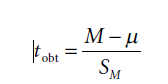 t_obt = (M − μ) / S_M